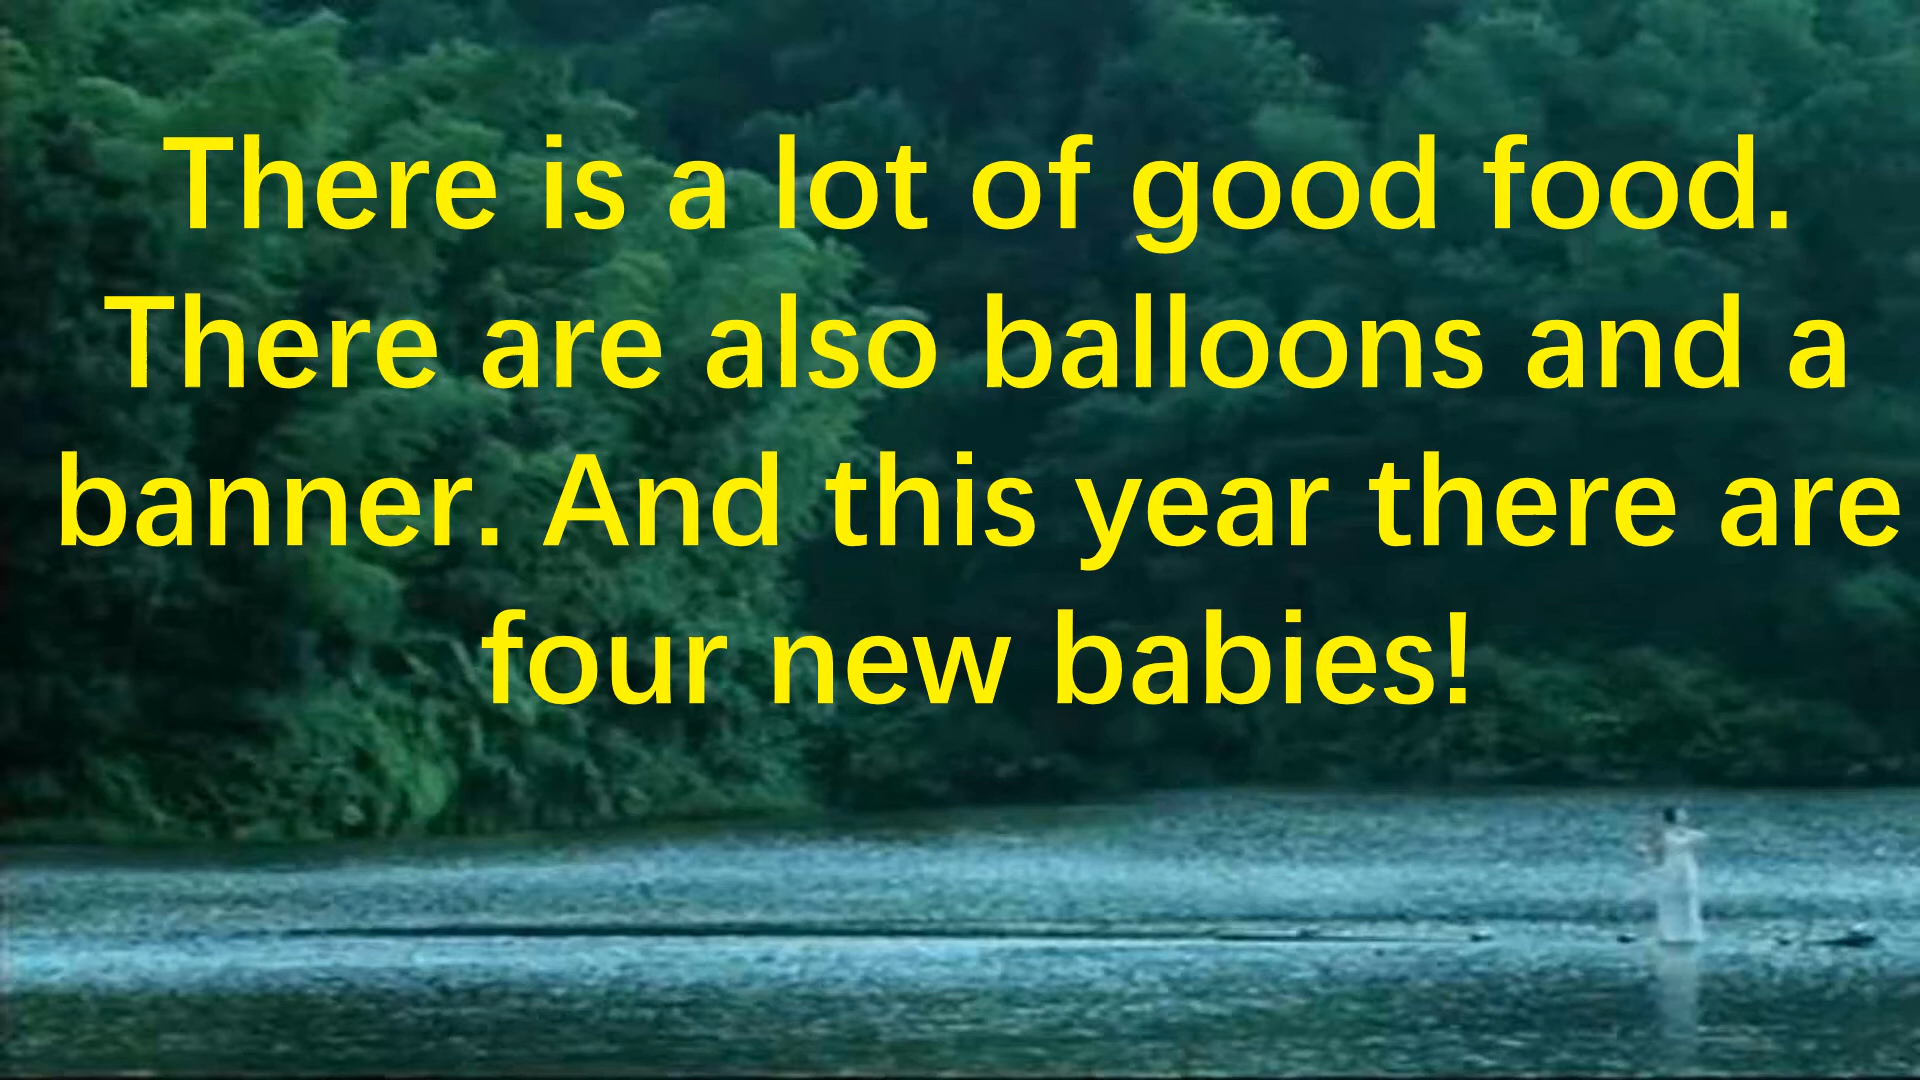 There is a lot of good food.
There are also balloons and a
banner. And this year there are
four new babies!